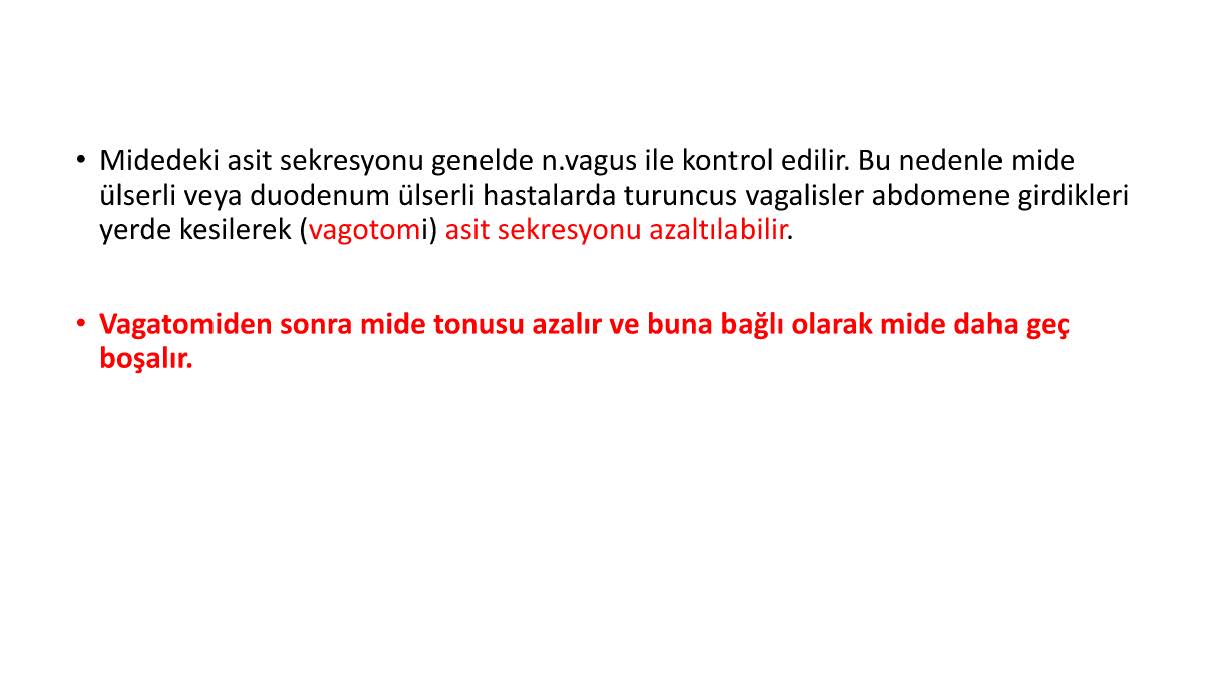 • Midedeki asit sekresyonu genelde n.vagus ile kontrol edilir. Bu nedenle mide
ülserli veya duodenum ülserli hastalarda turuncus vagalisler abdomene girdikleri
yerde kesilerek (vagotomi) asit sekresyonu azaltılabilir.
• Vagatomiden sonra mide tonusu azalır ve buna bağlı olarak mide daha geç
boşalır.